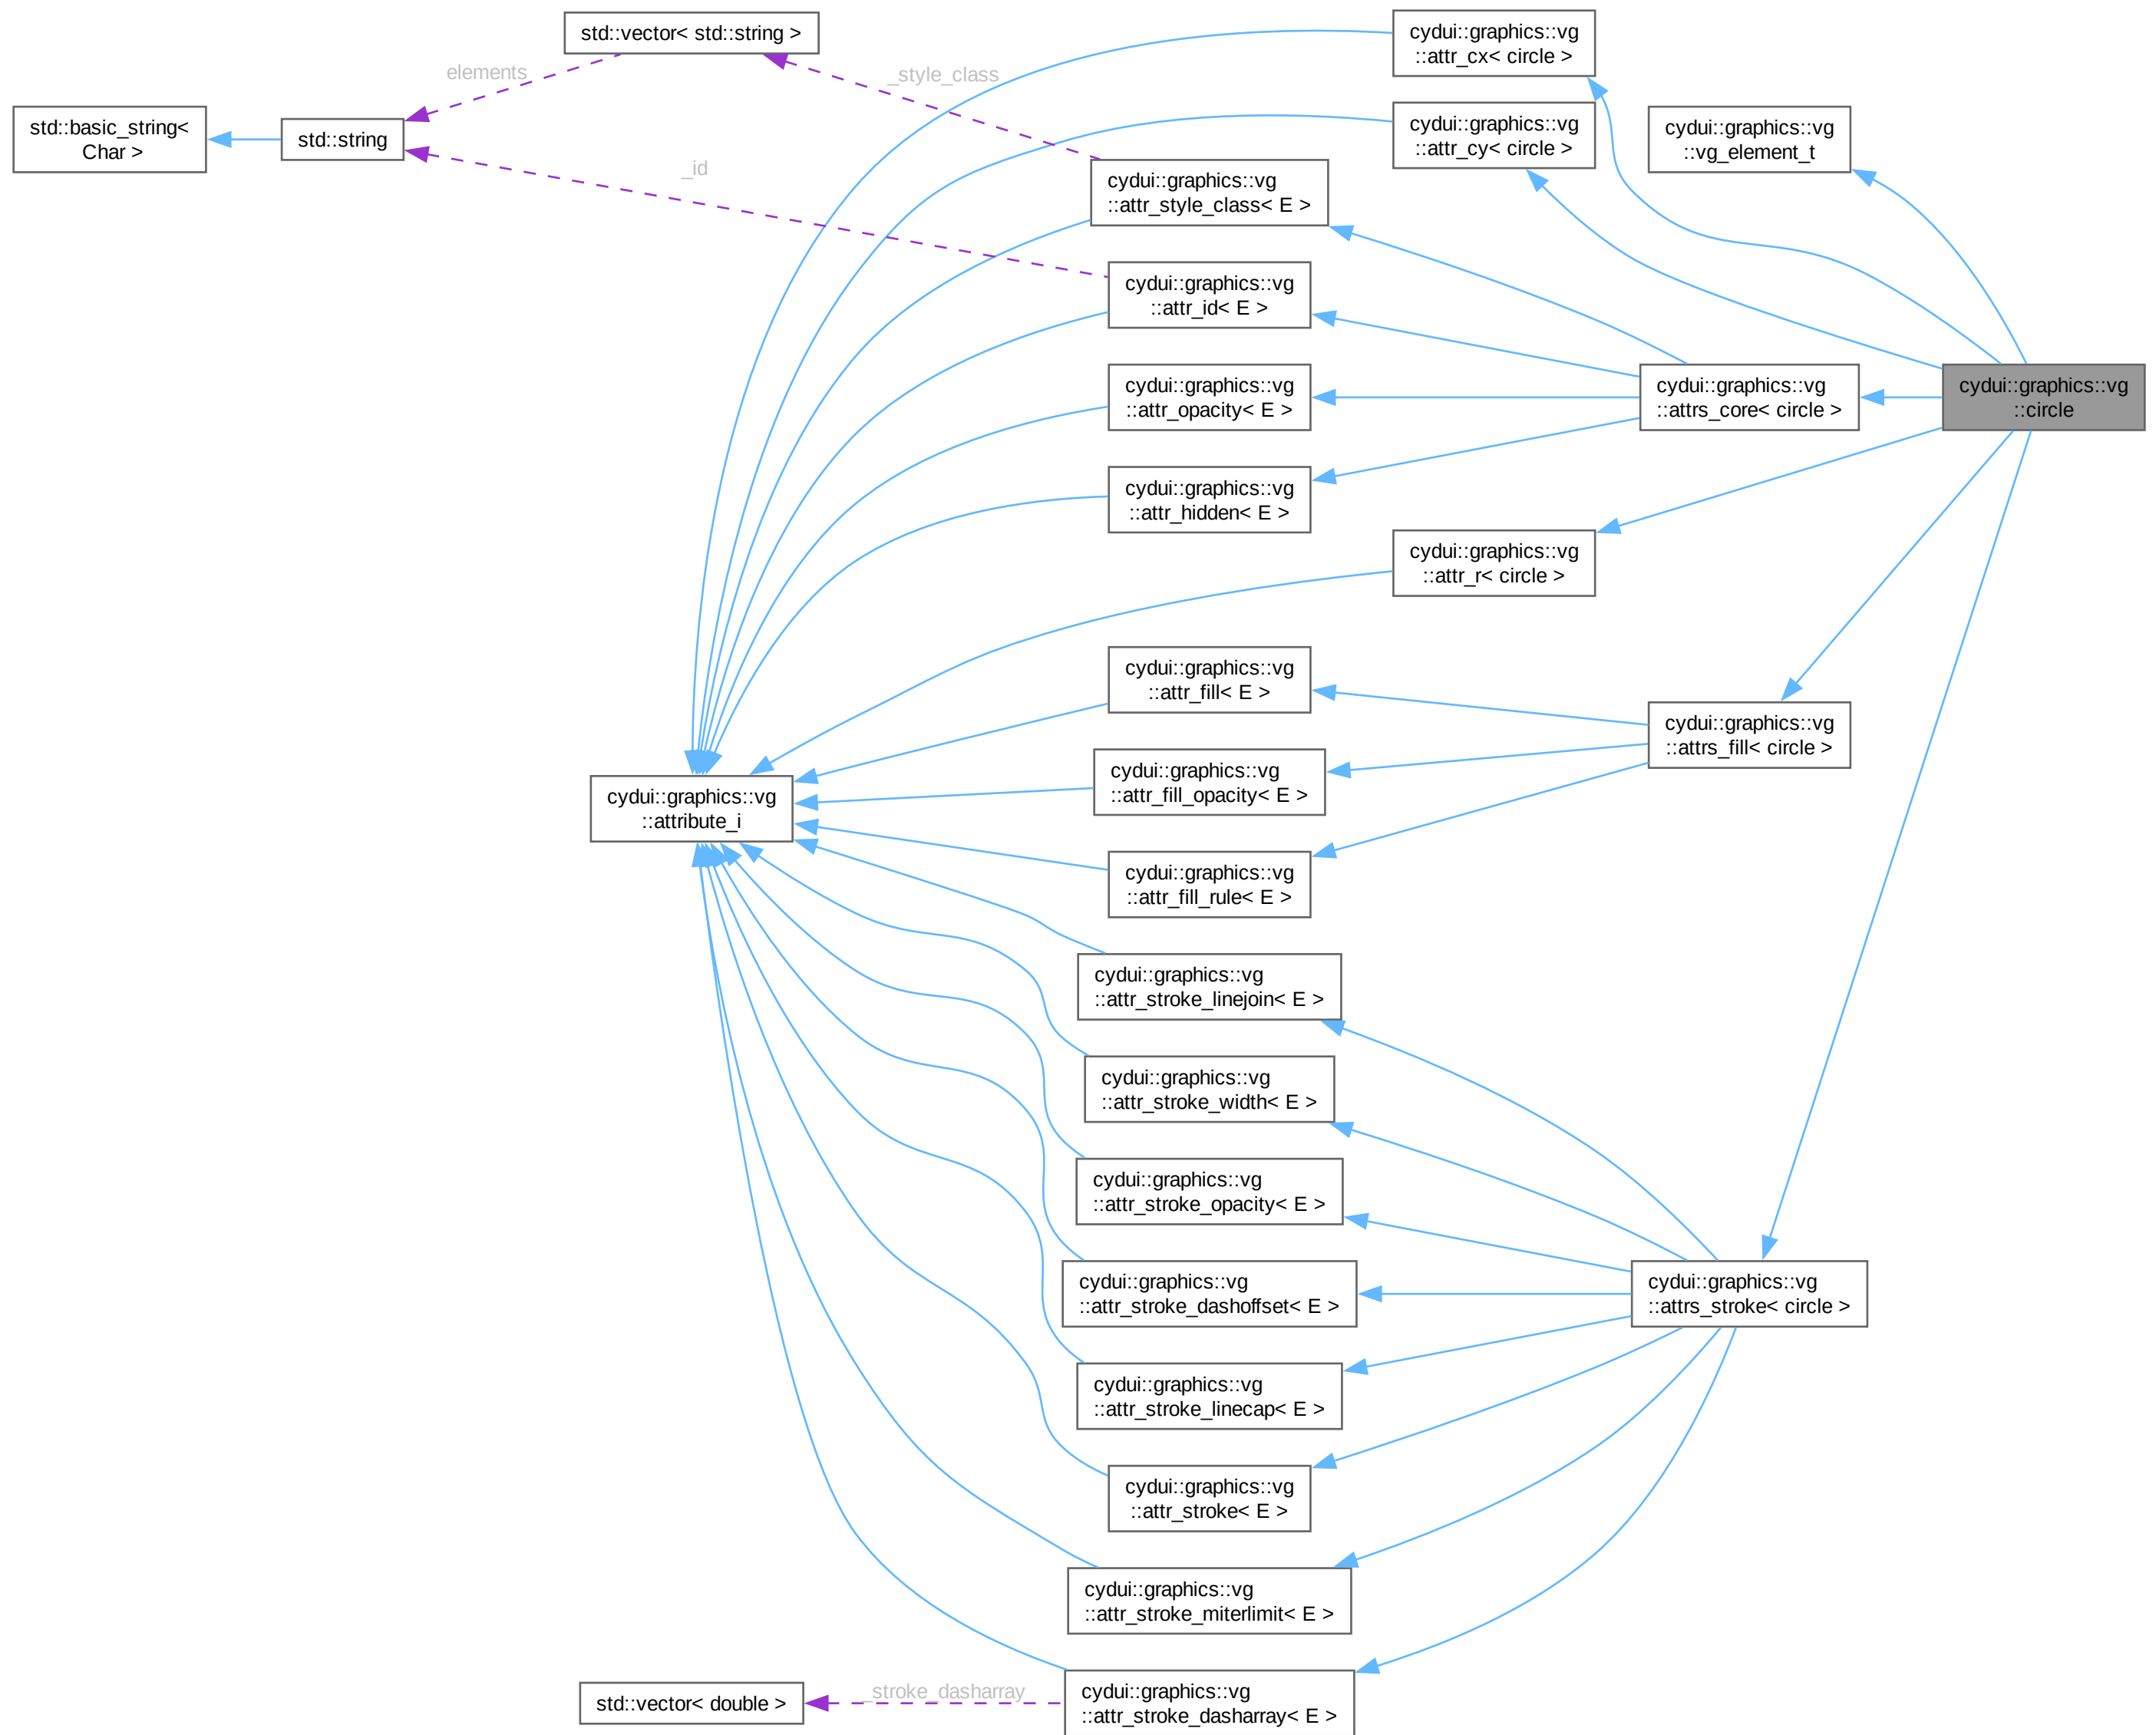 std::vector< std::string >
elements
_style_class
std::basic_string<
Char >
std::string
_id
cydui::graphics::vg
::attr_cx< circle >
cydui::graphics::vg
::attr_cy< circle >
cydui::graphics::vg
::vg_element_t
cydui::graphics::vg
::attr_style_class< E >
cydui::graphics::vg
::attr_id< E >
cydui::graphics::vg
::attr_opacity< E >
cydui::graphics::vg
::attrs_core< circle >
cydui::graphics::vg
::circle
cydui::graphics::vg
::attr_hidden< E >
cydui::graphics::vg
::attr_r< circle >
cydui::graphics::vg
::attr_fill< E >
cydui::graphics::vg
::attrs_fill< circle >
cydui::graphics::vg
::attr_fill_opacity< E >
cydui::graphics::vg
::attribute_i
cydui::graphics::vg
::attr_fill_rule< E >
cydui::graphics::vg
::attr_stroke_linejoin< E >
cydui::graphics::vg
::attr_stroke_width< E >
cydui::graphics::vg
::attr_stroke_opacity< E >
cydui::graphics::vg
::attr_stroke_dashoffset< E >
cydui::graphics::vg
::attrs_stroke< circle >
cydui::graphics::vg
::attr_stroke_linecap< E >
cydui::graphics::vg
::attr_stroke< E >
cydui::graphics::vg
::attr_stroke_miterlimit< E >
std::vector< double >
_stroke_dasharray
cydui::graphics::vg
::attr_stroke_dasharray< E >